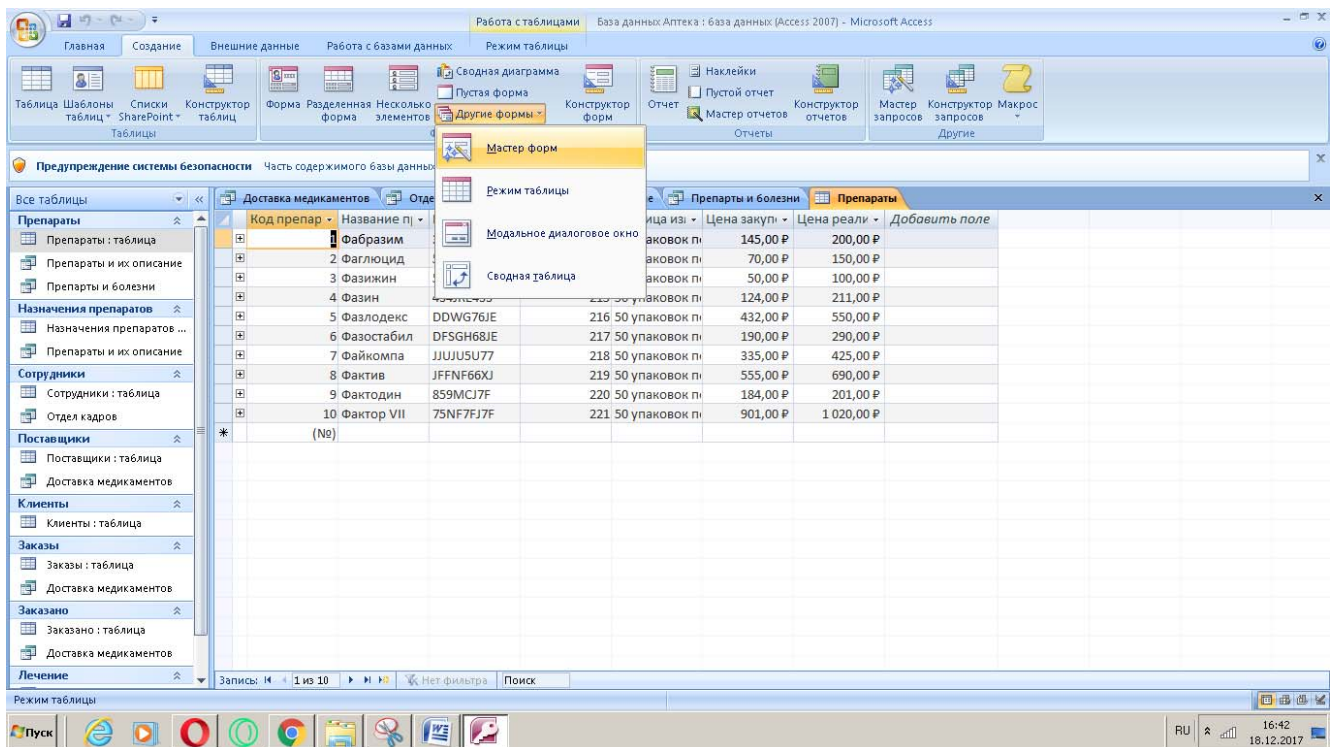 Работа с таблицами База данных Аптека : база данных (Access 2007) - Microsoft Access
Главная Создание Внешние данные Работа с базами данных Режим таблицы
Таблица Шаблоны таблиц Списки SharePoint Конструктор таблиц
Таблицы
Форма Разделенная форма Несколько элементов
Сводная диаграмма
Пустая форма
Другие формы
Конструктор форм
Отчет
Наклейки
Пустой отчет
Мастер отчетов
Конструктор отчетов
Отчеты
Мастер запросов Конструктор запросов Макрос
Другие
Мастер форм
Режим таблицы
Модальное диалоговое окно
Сводная таблица
Предупреждение системы безопасности Часть содержимого базы данны
Все таблицы
Препараты
Препараты : таблица
Препараты и их описание
Препарты и болезни
Назначения препаратов
Назначения препаратов ...
Препараты и их описание
Сотрудники
Сотрудники : таблица
Отдел кадров
Поставщики
Поставщики : таблица
Доставка медикаментов
Клиенты
Клиенты : таблица
Заказы
Заказы : таблица
Доставка медикаментов
Заказано
Заказано : таблица
Доставка медикаментов
Лечение
Доставка медикаментов Отде е Препарты и болезни Препараты
Код препар Название п ица из Цена закуп Цена реали Добавить поле
1 Фабразим аковок п 145,00 ₽ 200,00 ₽
2 Фаглюцид аковок п 70,00 ₽ 150,00 ₽
3 Фазижин аковок п 50,00 ₽ 100,00 ₽
4 Фазин 124,00 ₽ 211,00 ₽
5 Фазлодекс DDWG76JE 216 50 упаковок п 432,00 ₽ 550,00 ₽
6 Фазостабил DFSGH68JE 217 50 упаковок п 190,00 ₽ 290,00 ₽
7 Файкомпа JJUJU5U77 218 50 упаковок п 335,00 ₽ 425,00 ₽
8 Фактив JFFNF66XJ 219 50 упаковок п 555,00 ₽ 690,00 ₽
9 Фактодин 859MCJ7F 220 50 упаковок п 184,00 ₽ 201,00 ₽
10 Фактор VII 75NF7FJ7F 221 50 упаковок п 901,00 ₽ 1 020,00 ₽
(№)
Запись: 1 из 10 Нет фильтра Поиск
Режим таблицы
Пуск
RU 16:42
18.12.2017